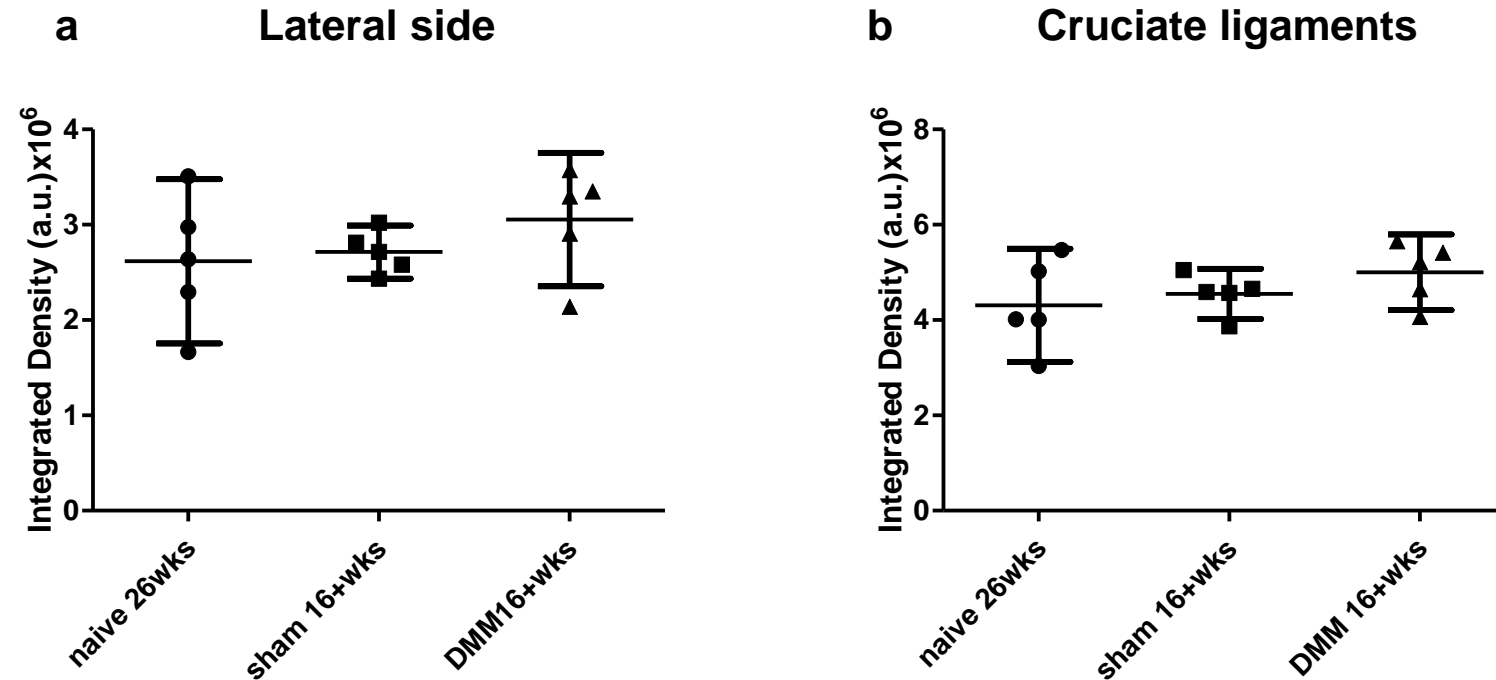 a Lateral side
Integrated Density (a.u.)x10⁶
4
3
2
1
0
naive 26wks
sham 16+wks
DMM16+wks
b Cruciate ligaments
Integrated Density (a.u.)x10⁶
8
6
4
2
0
naive 26wks
sham 16+wks
DMM 16+wks